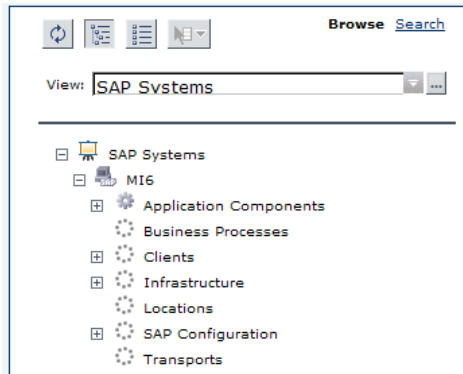 Browse Search
View: SAP Systems ...
SAP Systems
MI6
Application Components
Business Processes
Clients
Infrastructure
Locations
SAP Configuration
Transports